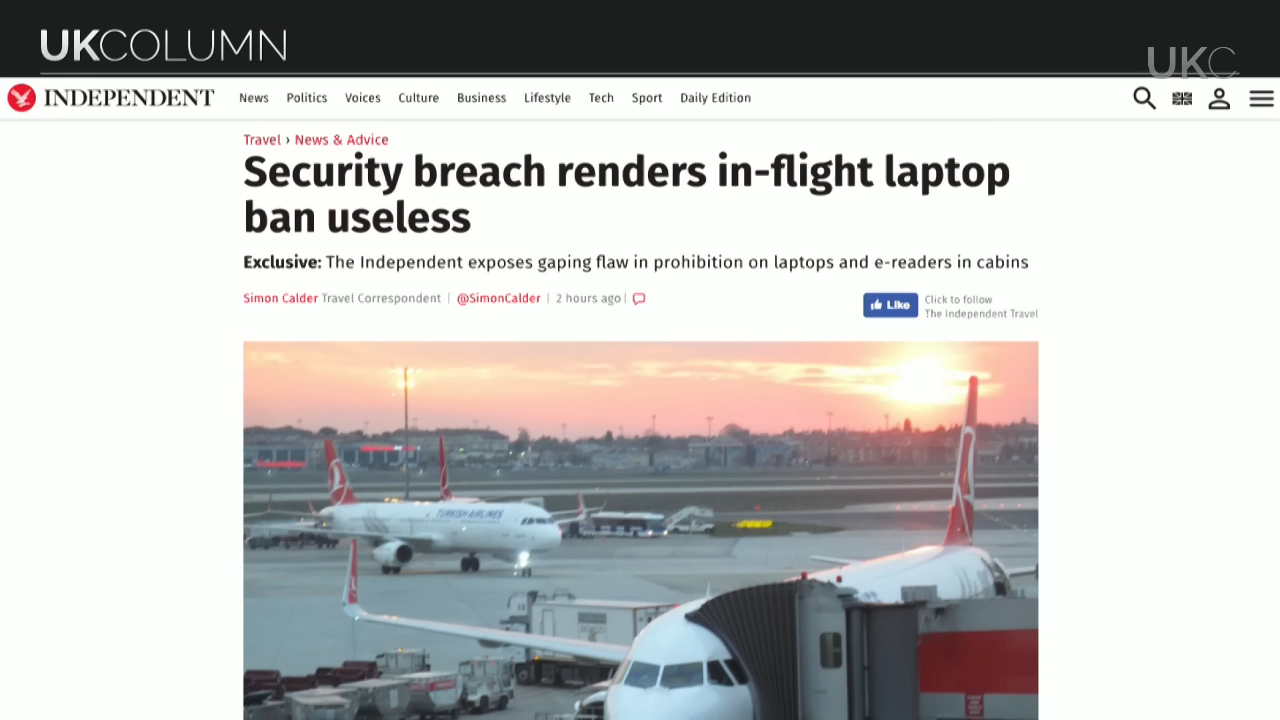 UKCOLUMN
UKC
INDEPENDENT News Politics Voices Culture Business Lifestyle Tech Sport Daily Edition
Travel › News & Advice
Security breach renders in-flight laptop
ban useless
Exclusive: The Independent exposes gaping flaw in prohibition on laptops and e-readers in cabins
Simon Calder Travel Correspondent | @SimonCalder | 2 hours ago |
Like
Click to follow
The Independent Travel
TURKISH AIRLINES